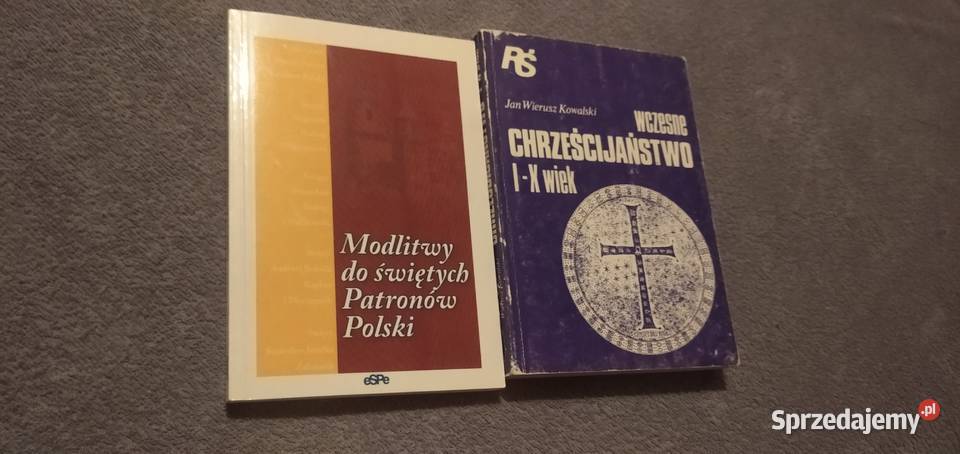 Modlitwy
do świętych
Patronów
Polski
eSPe
RŚ
Jan Wierusz Kowalski
wczesne
CHRZEŚCIJAŃSTWO
I-X wiek
Sprzedajemy.pl